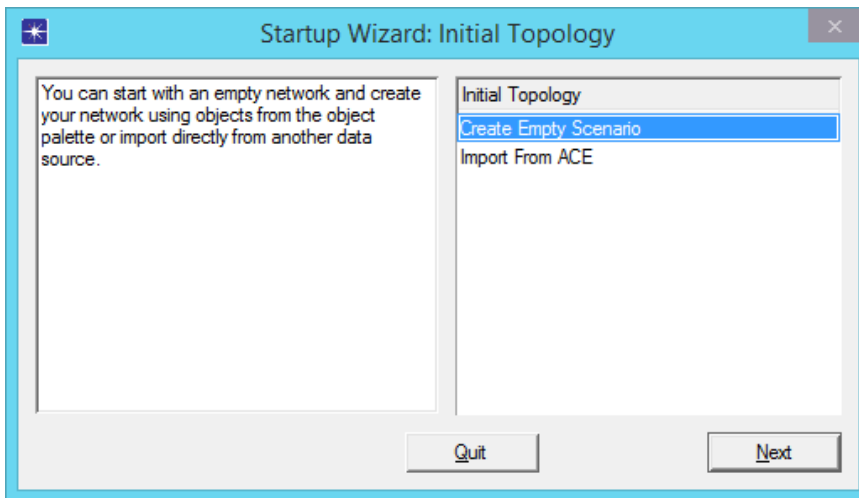 Startup Wizard: Initial Topology
You can start with an empty network and create
your network using objects from the object
palette or import directly from another data
source.
Initial Topology
Create Empty Scenario
Import From ACE
Quit
Next